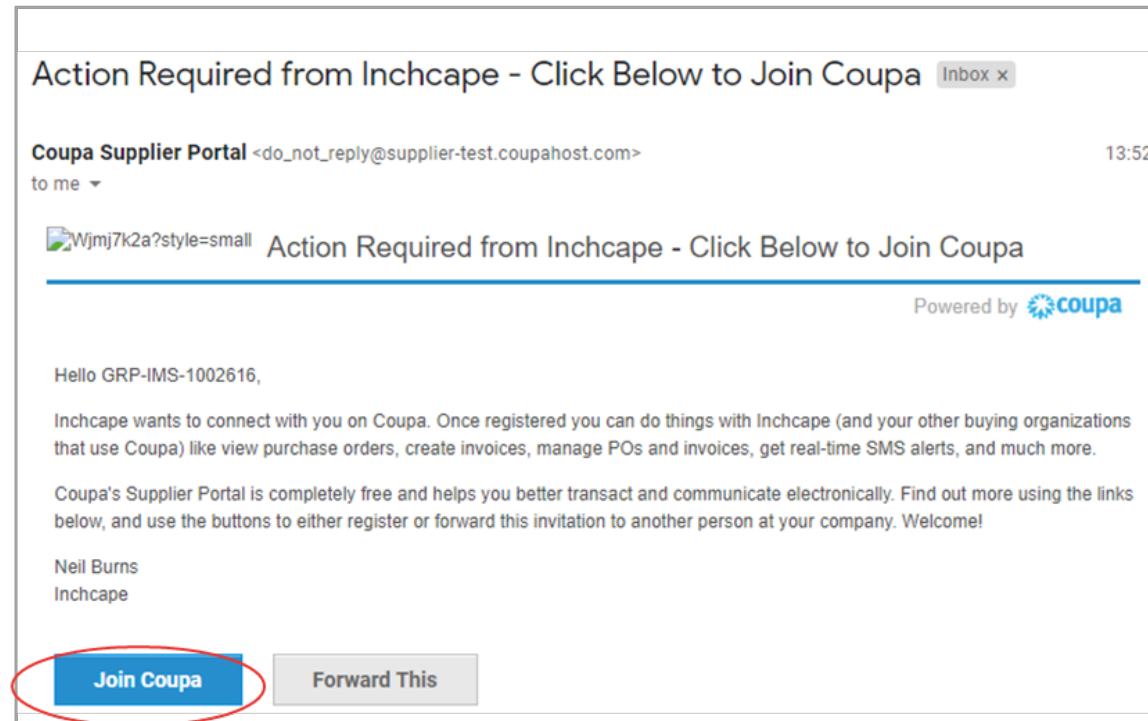 Action Required from Inchcape - Click Below to Join Coupa Inbox x
Coupa Supplier Portal <do_not_reply@supplier-test.coupahost.com> 13:52
to me
Wjmj7k2a?style=small Action Required from Inchcape - Click Below to Join Coupa
Powered by coupa
Hello GRP-IMS-1002616,
Inchcape wants to connect with you on Coupa. Once registered you can do things with Inchcape (and your other buying organizations
that use Coupa) like view purchase orders, create invoices, manage POs and invoices, get real-time SMS alerts, and much more.
Coupa's Supplier Portal is completely free and helps you better transact and communicate electronically. Find out more using the links
below, and use the buttons to either register or forward this invitation to another person at your company. Welcome!
Neil Burns
Inchcape
Join Coupa Forward This